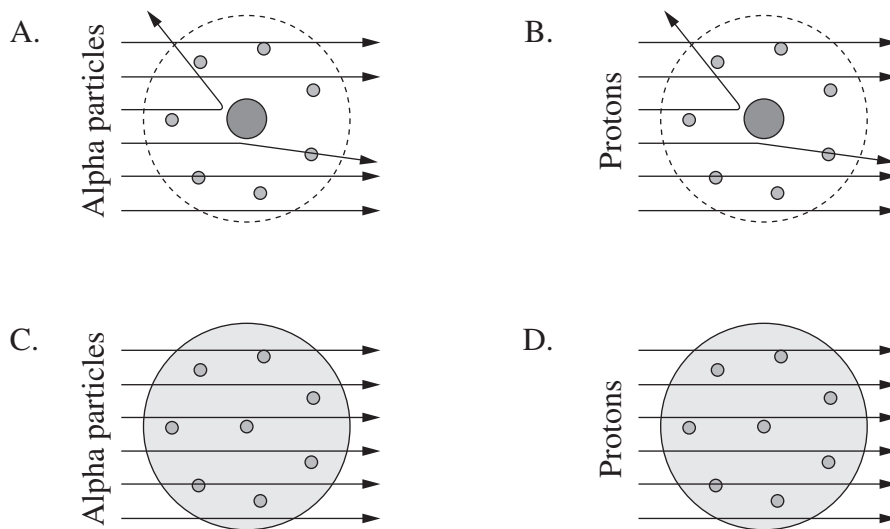 A.
Alpha particles
B.
Protons
C.
Alpha particles
D.
Protons